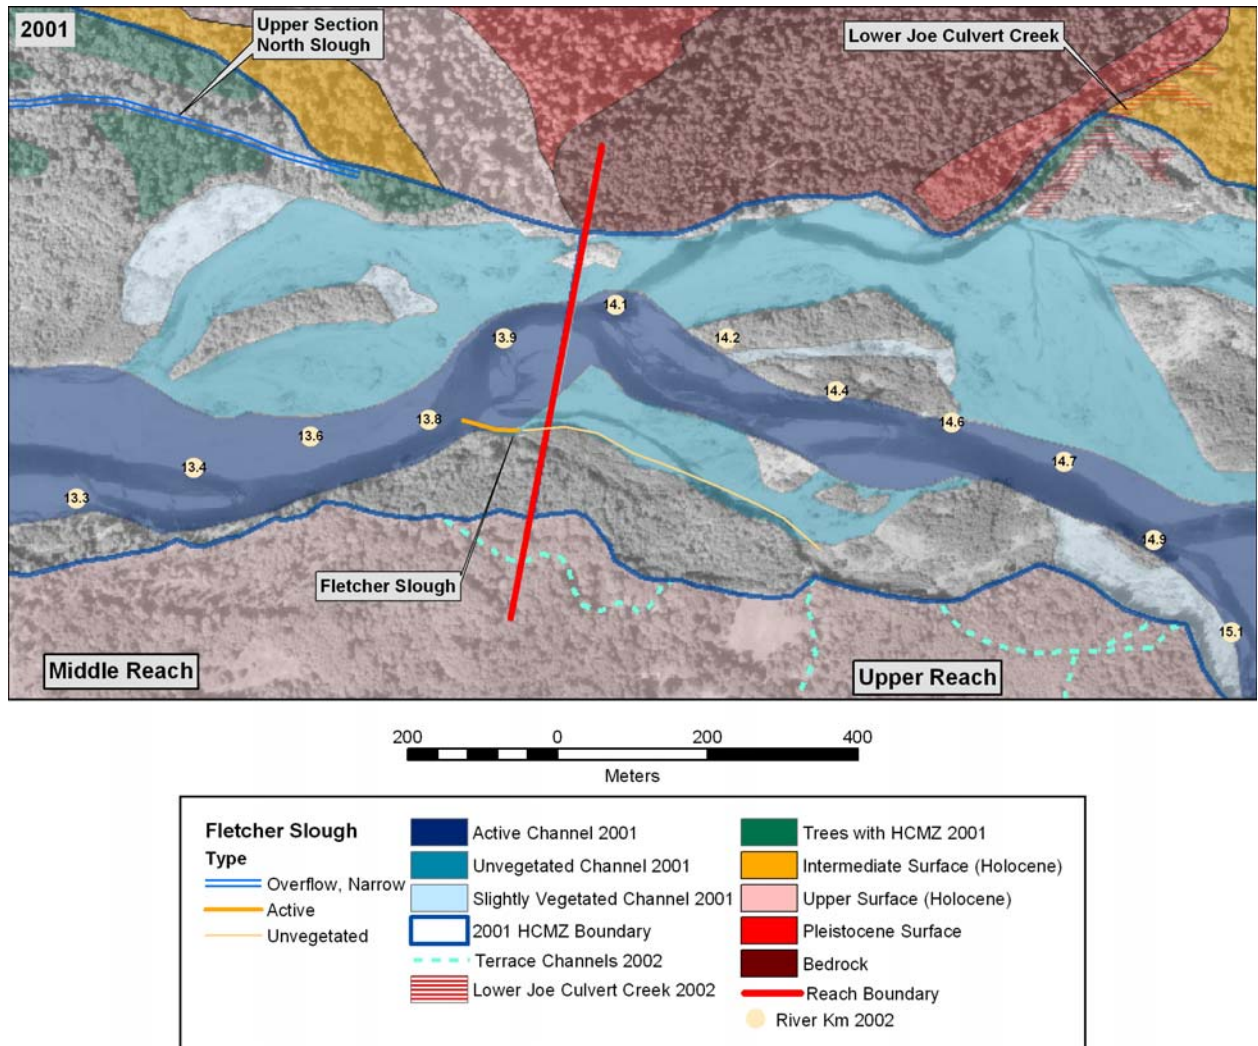 2001
Upper Section
North Slough
Lower Joe Culvert Creek
14.1
13.9
14.2
14.4
13.8
14.6
13.6
14.7
13.4
13.3
14.9
Fletcher Slough
15.1
Middle Reach
Upper Reach
200 0 200 400
Meters
Fletcher Slough
Type
Overflow, Narrow
Active
Unvegetated
Active Channel 2001
Unvegetated Channel 2001
Slightly Vegetated Channel 2001
2001 HCMZ Boundary
Terrace Channels 2002
Lower Joe Culvert Creek 2002
Trees with HCMZ 2001
Intermediate Surface (Holocene)
Upper Surface (Holocene)
Pleistocene Surface
Bedrock
Reach Boundary
River Km 2002